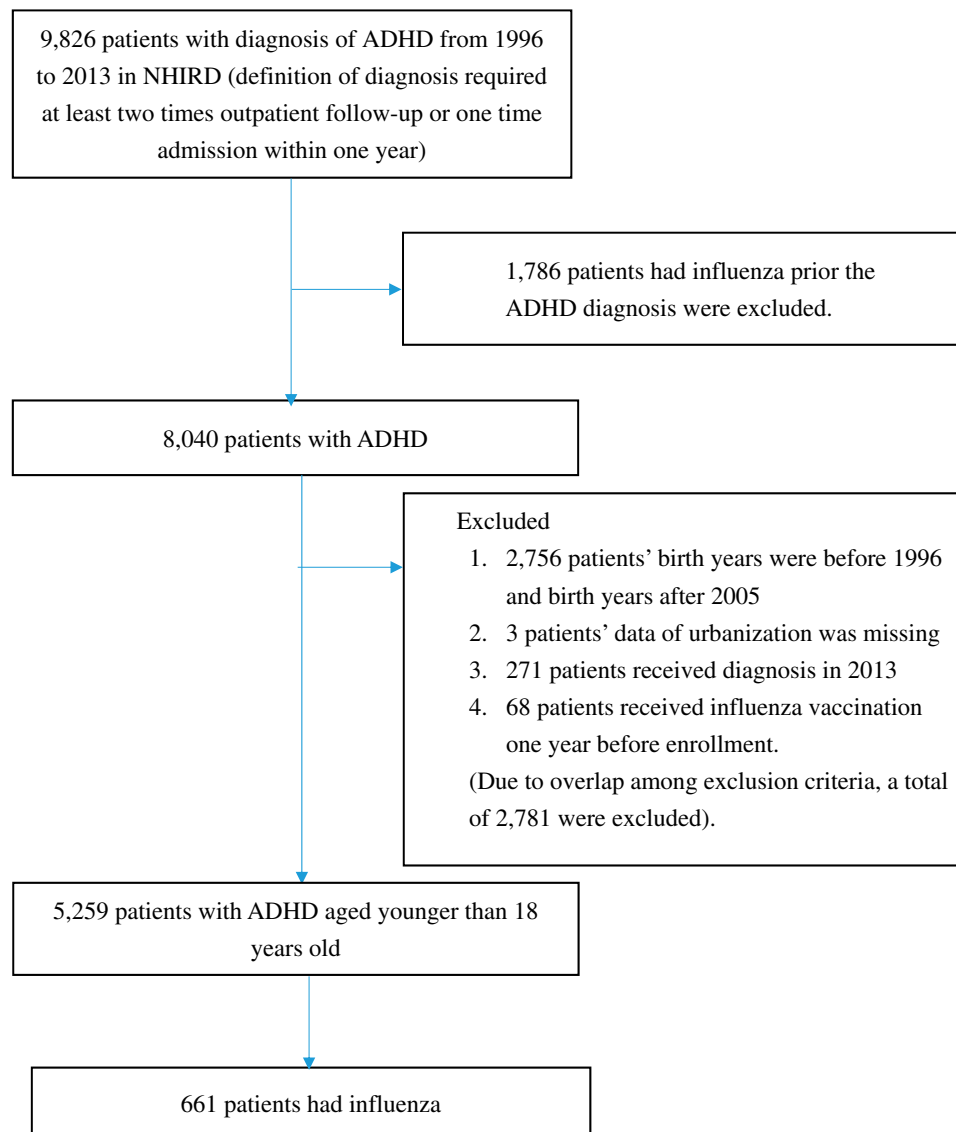 9,826 patients with diagnosis of ADHD from 1996
to 2013 in NHIRD (definition of diagnosis required
at least two times outpatient follow-up or one time
admission within one year)
1,786 patients had influenza prior the
ADHD diagnosis were excluded.
8,040 patients with ADHD
Excluded
1. 2,756 patients’ birth years were before 1996
and birth years after 2005
2. 3 patients’ data of urbanization was missing
3. 271 patients received diagnosis in 2013
4. 68 patients received influenza vaccination
one year before enrollment.
(Due to overlap among exclusion criteria, a total
of 2,781 were excluded).
5,259 patients with ADHD aged younger than 18
years old
661 patients had influenza